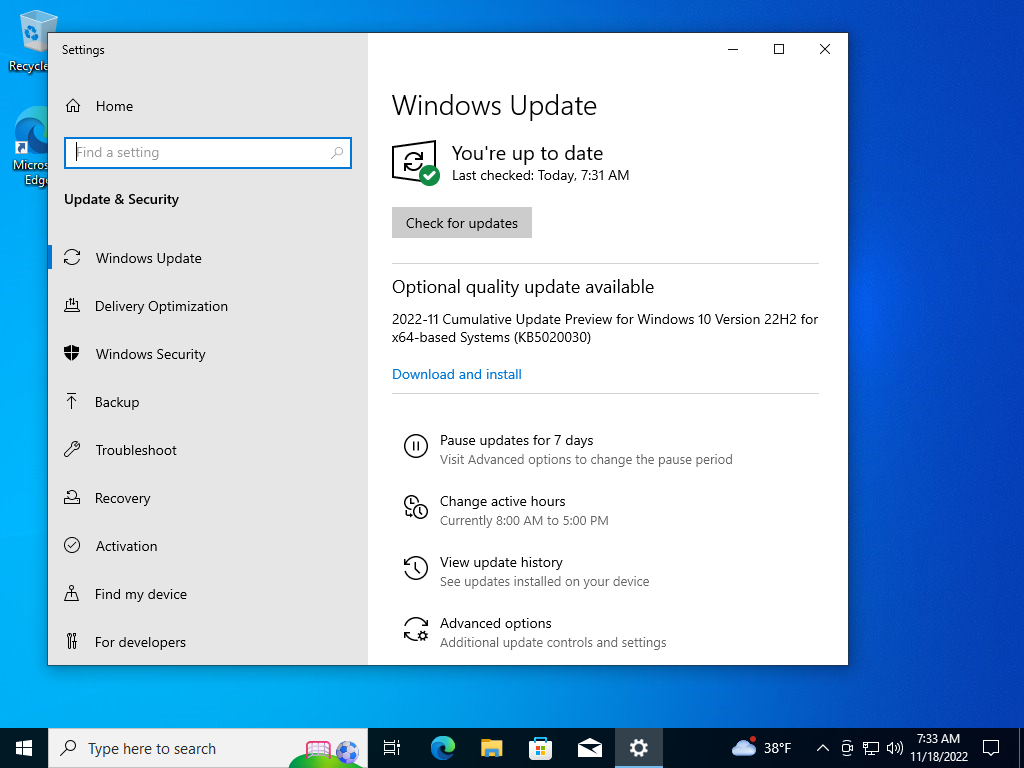 Recycle
Micros
Edge
Settings
Home
Find a setting
Update & Security
Windows Update
Delivery Optimization
Windows Security
Backup
Troubleshoot
Recovery
Activation
Find my device
For developers
Windows Update
You're up to date
Last checked: Today, 7:31 AM
Check for updates
Optional quality update available
2022-11 Cumulative Update Preview for Windows 10 Version 22H2 for
x64-based Systems (KB5020030)
Download and install
Pause updates for 7 days
Visit Advanced options to change the pause period
Change active hours
Currently 8:00 AM to 5:00 PM
View update history
See updates installed on your device
Advanced options
Additional update controls and settings
Type here to search
38°F
7:33 AM
11/18/2022